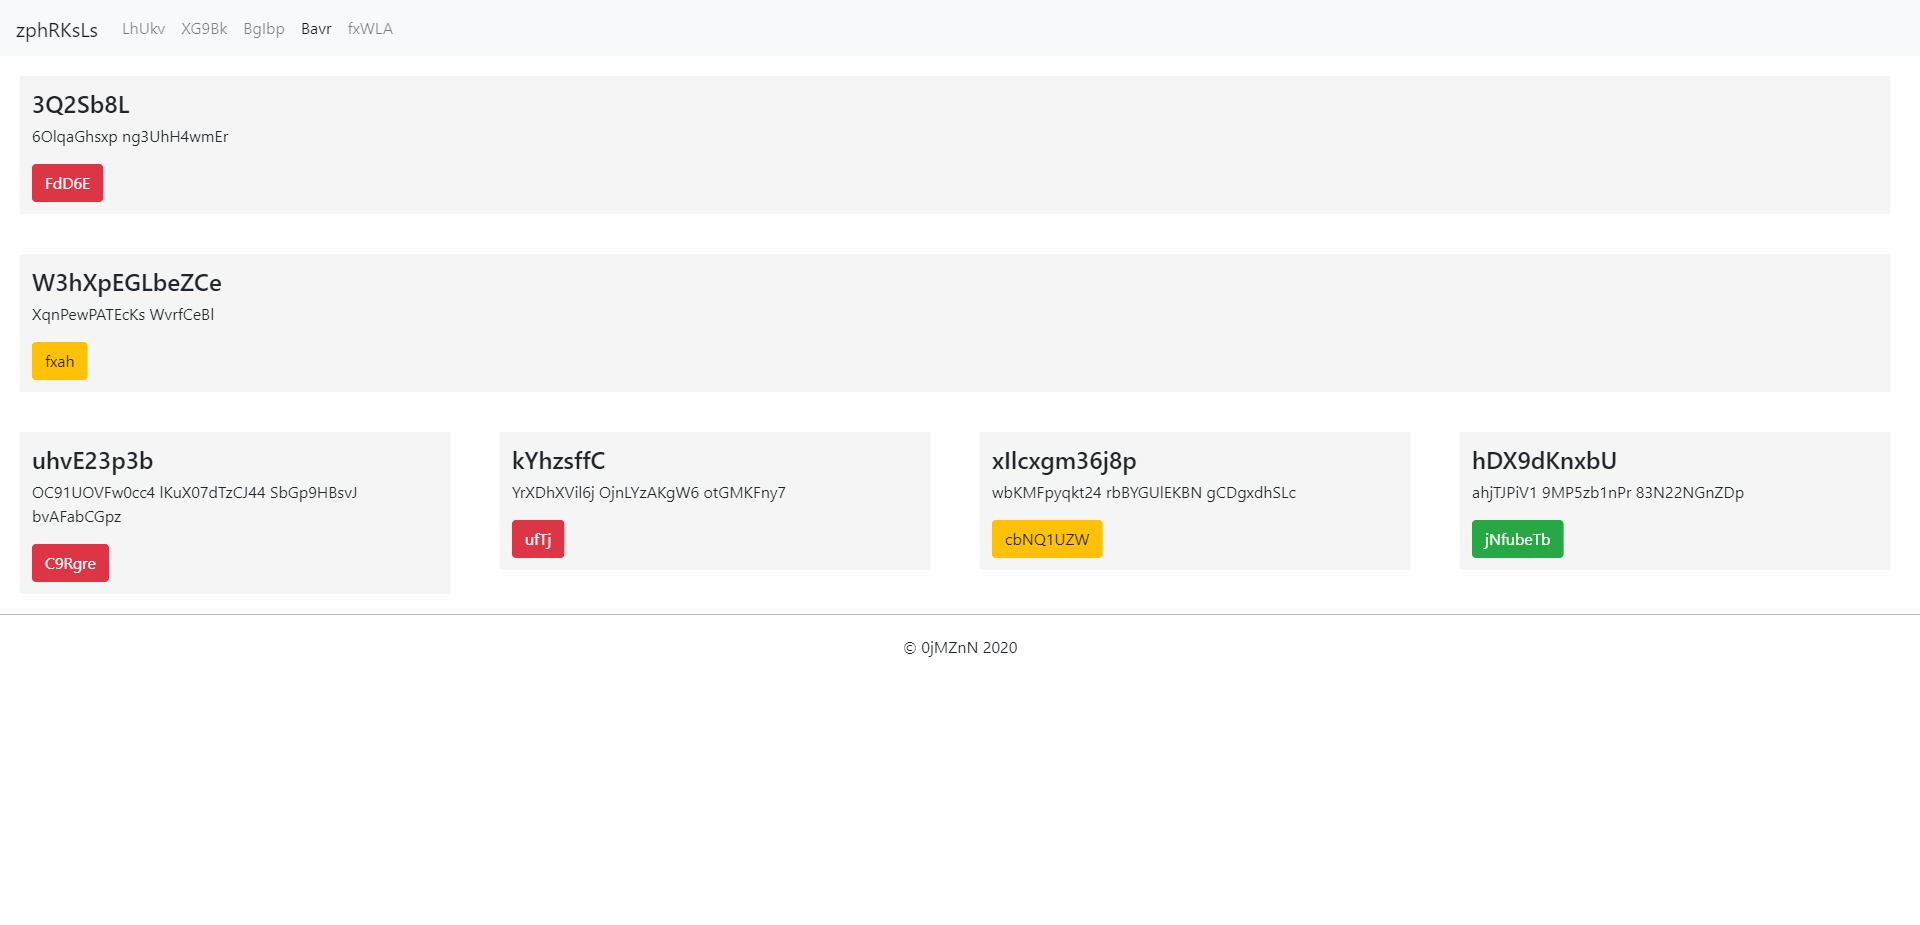 zphRKsLs LhUkv XG9Bk BgIbp Bavr fxWLA
3Q2Sb8L
6OlqaGhsxp ng3UhH4wmEr
FdD6E
W3hXpEGLbeZCe
XqnPewPATEcKs WvrfCeBl
fxah
uhvE23p3b
OC91UOVFw0cc4 lKuX07dTzCJ44 SbGp9HBsvJ
bvAFabCGpz
C9Rgre
kYhzsffC
YrXDhXVil6j OjnLYzAKgW6 otGMKFny7
ufTj
xIlcxgm36j8p
wbKMFpyqkt24 rbBYGUlEKBN gCDgxdhSLc
cbNQ1UZW
hDX9dKnxbU
ahjTJPiV1 9MP5zb1nPr 83N22NGnZDp
jNfubeTb
© 0jMZnN 2020